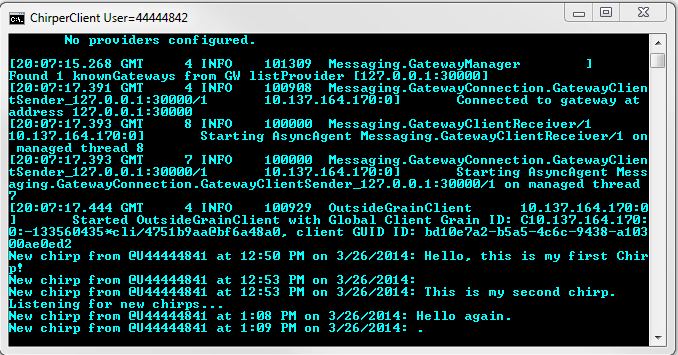 ChirperClient User=44444842
No providers configured.
[20:07:15.268 GMT    4 INFO    101309  Messaging.GatewayManager        ]
Found 1 knownGateways from GW listProvider [127.0.0.1:30000]
[20:07:17.391 GMT    4 INFO    100908  Messaging.GatewayConnection.GatewayClien
tSender_127.0.0.1:30000/1       10.137.164.170:0]       Connected to gateway at
address 127.0.0.1:30000
[20:07:17.393 GMT    8 INFO    100000  Messaging.GatewayClientReceiver/1
10.137.164.170:0]       Starting AsyncAgent Messaging.GatewayClientReceiver/1 on
 managed thread 8
[20:07:17.393 GMT    7 INFO    100000  Messaging.GatewayConnection.GatewayClien
tSender_127.0.0.1:30000/1       10.137.164.170:0]       Starting AsyncAgent Mess
aging.GatewayConnection.GatewayClientSender_127.0.0.1:30000/1 on managed thread
7
[20:07:17.444 GMT    4 INFO    100929  OutsideGrainClient      10.137.164.170:0
]       Started OutsideGrainClient with Global Client Grain ID: C10.137.164.170:
0:-133560435*cli/4751b9aa@bf6a48a0, client GUID ID: bd10e7a2-b5a5-4c6c-9438-a103
00ae0ed2
New chirp from @U44444841 at 12:50 PM on 3/26/2014: Hello, this is my first Chir
p!
New chirp from @U44444841 at 12:53 PM on 3/26/2014:
New chirp from @U44444841 at 12:53 PM on 3/26/2014: This is my second chirp.
Listening for new chirps...
New chirp from @U44444841 at 1:08 PM on 3/26/2014: Hello again.
New chirp from @U44444841 at 1:09 PM on 3/26/2014: .